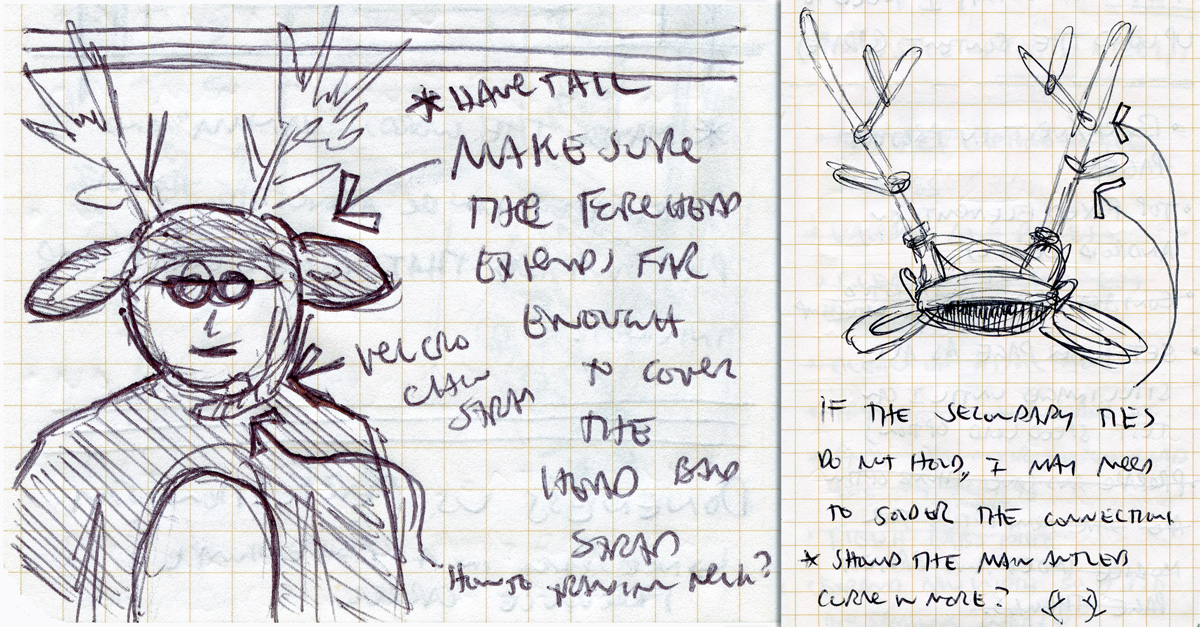 * HAVE TAIL
MAKE SURE
THE FOREHEAD
EXTENDS FAR
ENOUGH
TO COVER
THE
HEAD BAND
STRAP
VELCRO
CHIN
STRAP
HOW TO TRANSITION NECK?
IF THE SECONDARY TIES
DO NOT HOLD, I MAY NEED
TO SOLDER THE CONNECTIONS
* SHOULD THE MAIN ANTLERS
CURVE IN MORE?